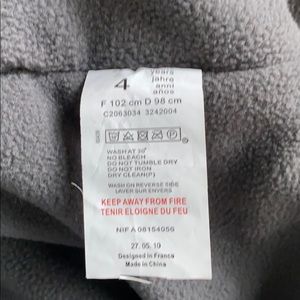 4
years
jahre
anni
años
F 102 cm D 98 cm
C2063034 3242004
WASH AT 30°
NO BLEACH
DO NOT TUMBLE DRY
DO NOT IRON
DRY CLEAN(P)
WASH ON REVERSE SIDE
LAVER SUR ENVERS
KEEP AWAY FROM FIRE
TENIR ELOIGNE DU FEU
NIF A 08154056
27. 05. 10
Designed in France
Made in China